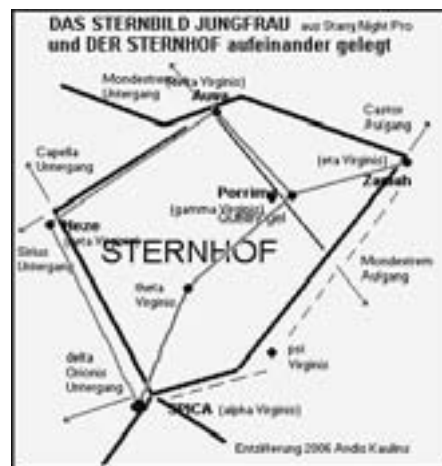 DAS STERNBILD JUNGFRAU aus Starry Night Pro
und DER STERNHOF aufeinander gelegt
Mondextrem
Untergang
Virginis)
Auwa
Castor
Aufgang
Capella
Untergang
(eta Virginis)
Zaniah
Porrima
(gamma Virginis)
Heze
Sirius
Untergang
STERNHOF
Mondextrem
Aufgang
theta
Virginis
delta
Orionis
Untergang
psi
Virginis
SPICA (alpha Virginis)
Entzifferung 2006 Andis Kaulins